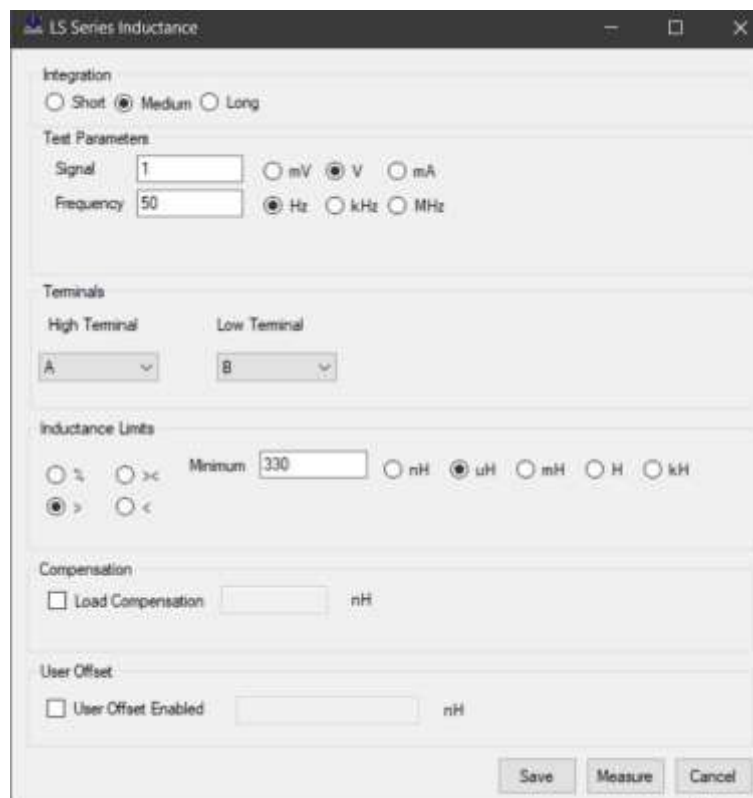 LS Series Inductance
Integration
Short Medium Long
Test Parameters
Signal 1 mV V mA
Frequency 50 Hz kHz MHz
Terminals
High Terminal Low Terminal
A B
Inductance Limits
% >< Minimum 330 nH uH mH H kH
> <
Compensation
Load Compensation nH
User Offset
User Offset Enabled nH
Save Measure Cancel